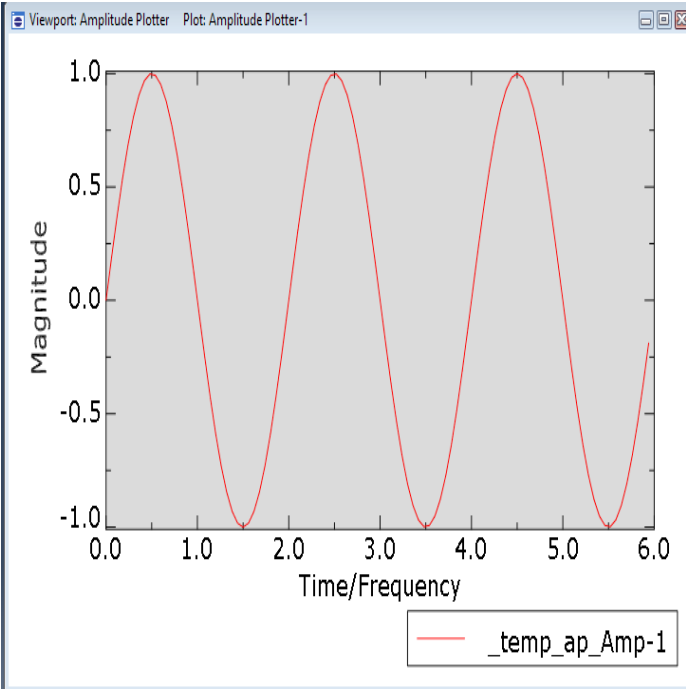 Viewport: Amplitude Plotter Plot: Amplitude Plotter-1
1.0
0.5
0.0
-0.5
-1.0
Magnitude
0.0 1.0 2.0 3.0 4.0 5.0 6.0
Time/Frequency
_temp_ap_Amp-1